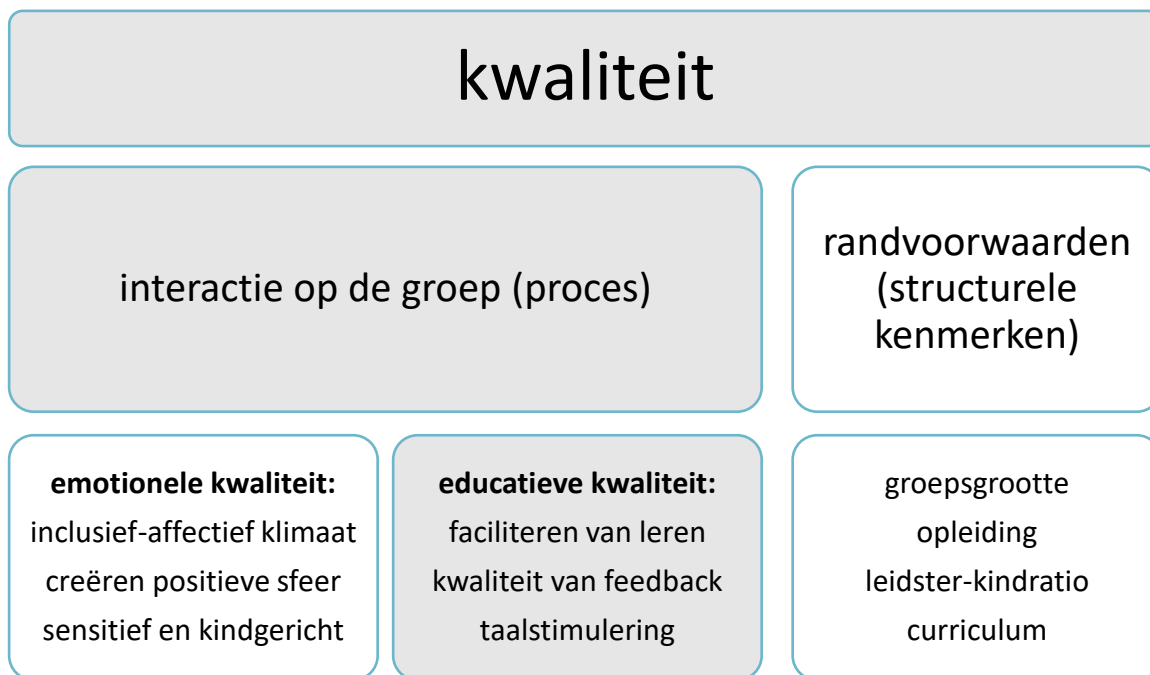 kwaliteit
interactie op de groep (proces)
randvoorwaarden
(structurele
kenmerken)
emotionele kwaliteit:
inclusief-affectief klimaat
creëren positieve sfeer
sensitief en kindgericht
educatieve kwaliteit:
faciliteren van leren
kwaliteit van feedback
taalstimulering
groepsgrootte
opleiding
leidster-kindratio
curriculum